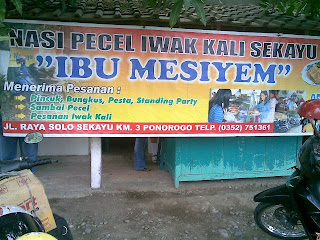 NASI PECEL IWAK KALI SEKAYU
"IBU MESIYEM"
Menerima Pesanan :
Pincuk, Bungkus, Pesta, Standing Party
Sambal Pecel
Pesanan Iwak Kali
JL. RAYA SOLO-SEKAYU KM. 3 PONOROGO TELP. (0352) 751361